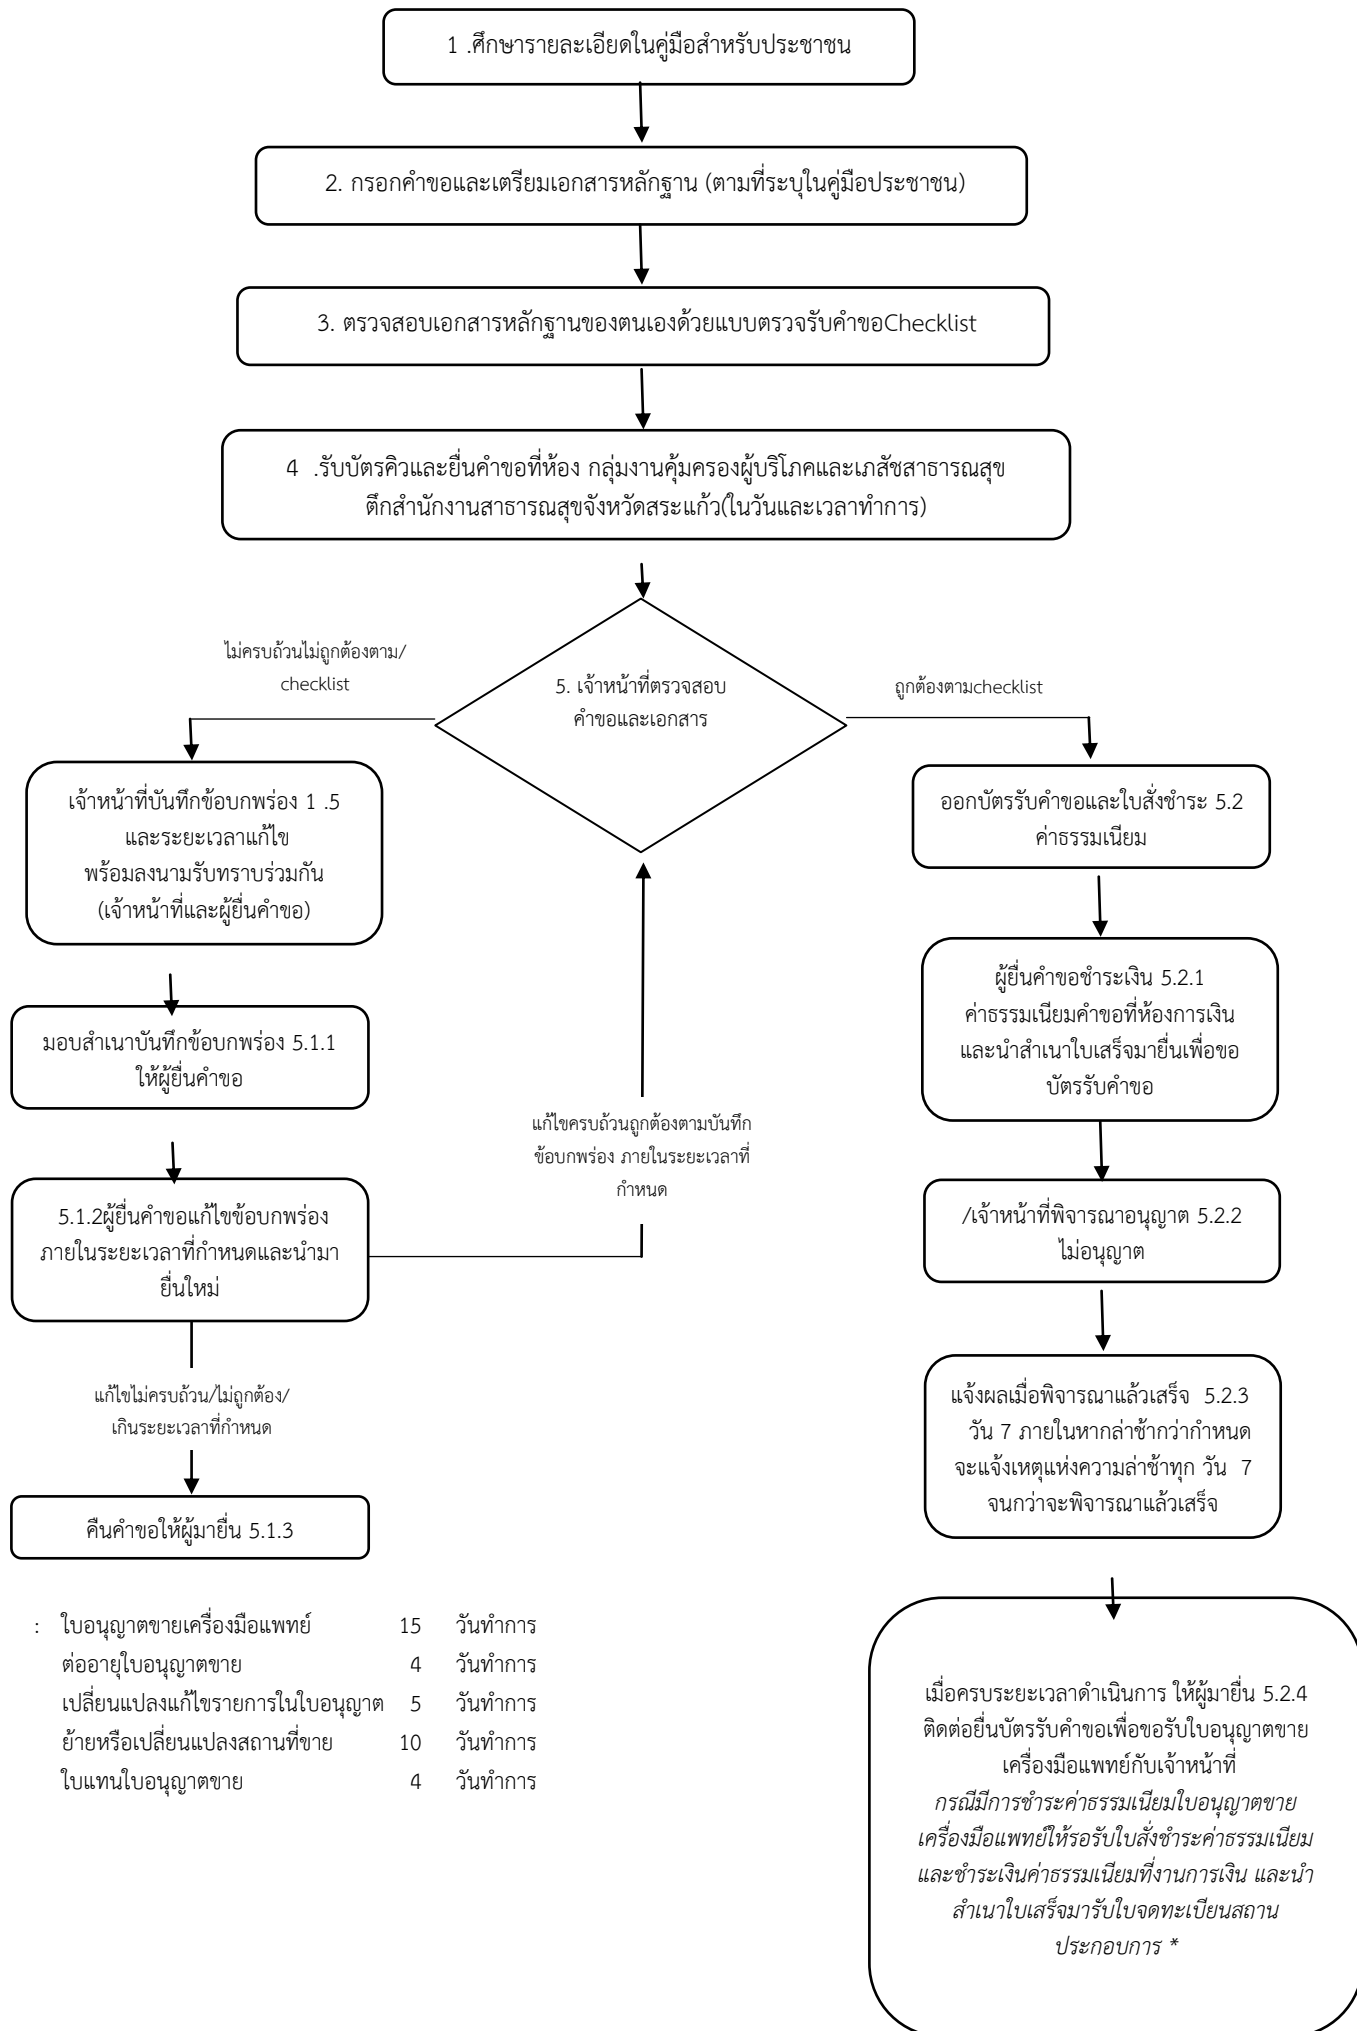 1 .ศึกษารายละเอียดในคู่มือสำหรับประชาชน
2. กรอกคำขอและเตรียมเอกสารหลักฐาน (ตามที่ระบุในคู่มือประชาชน)
3. ตรวจสอบเอกสารหลักฐานของตนเองด้วยแบบตรวจรับคำขอChecklist
4 .รับบัตรคิวและยื่นคำขอที่ห้อง กลุ่มงานคุ้มครองผู้บริโภคและเภสัชสาธารณสุข
ตึกสำนักงานสาธารณสุขจังหวัดสระแก้ว(ในวันและเวลาทำการ)
5. เจ้าหน้าที่ตรวจสอบ
คำขอและเอกสาร
ไม่ครบถ้วนไม่ถูกต้องตาม/
checklist
เจ้าหน้าที่บันทึกข้อบกพร่อง 1 .5
และระยะเวลาแก้ไข
พร้อมลงนามรับทราบร่วมกัน
(เจ้าหน้าที่และผู้ยื่นคำขอ)
มอบสำเนาบันทึกข้อบกพร่อง 5.1.1
ให้ผู้ยื่นคำขอ
5.1.2ผู้ยื่นคำขอแก้ไขข้อบกพร่อง
ภายในระยะเวลาที่กำหนดและนำมา
ยื่นใหม่
แก้ไขครบถ้วนถูกต้องตามบันทึก
ข้อบกพร่อง ภายในระยะเวลาที่
กำหนด
แก้ไขไม่ครบถ้วน/ไม่ถูกต้อง/
เกินระยะเวลาที่กำหนด
คืนคำขอให้ผู้มายื่น 5.1.3
ถูกต้องตามchecklist
ออกบัตรรับคำขอและใบสั่งชำระ 5.2
ค่าธรรมเนียม
ผู้ยื่นคำขอชำระเงิน 5.2.1
ค่าธรรมเนียมคำขอที่ห้องการเงิน
และนำสำเนาใบเสร็จมายื่นเพื่อขอ
บัตรรับคำขอ
/เจ้าหน้าที่พิจารณาอนุญาต 5.2.2
ไม่อนุญาต
แจ้งผลเมื่อพิจารณาแล้วเสร็จ 5.2.3
วัน 7 ภายในหากล่าช้ากว่ากำหนด
จะแจ้งเหตุแห่งความล่าช้าทุก วัน 7
จนกว่าจะพิจารณาแล้วเสร็จ
เมื่อครบระยะเวลาดำเนินการ ให้ผู้มายื่น 5.2.4
ติดต่อยื่นบัตรรับคำขอเพื่อขอรับใบอนุญาตขาย
เครื่องมือแพทย์กับเจ้าหน้าที่
กรณีมีการชำระค่าธรรมเนียมใบอนุญาตขาย
เครื่องมือแพทย์ให้รอรับใบสั่งชำระค่าธรรมเนียม
และชำระเงินค่าธรรมเนียมที่งานการเงิน และนำ
สำเนาใบเสร็จมารับใบจดทะเบียนสถาน
ประกอบการ *
: ใบอนุญาตขายเครื่องมือแพทย์ 15 วันทำการ
ต่ออายุใบอนุญาตขาย 4 วันทำการ
เปลี่ยนแปลงแก้ไขรายการในใบอนุญาต 5 วันทำการ
ย้ายหรือเปลี่ยนแปลงสถานที่ขาย 10 วันทำการ
ใบแทนใบอนุญาตขาย 4 วันทำการ